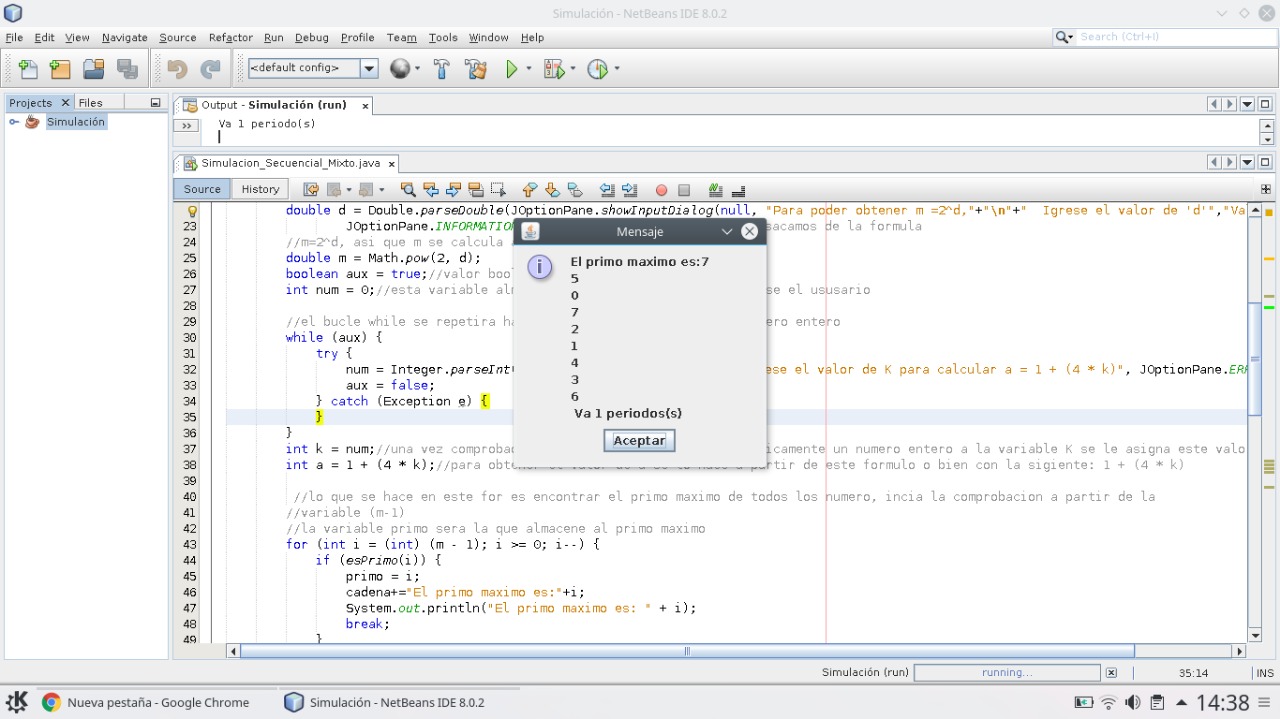 Simulación - NetBeans IDE 8.0.2
File Edit View Navigate Source Refactor Run Debug Profile Team Tools Window Help
Search (Ctrl+I)
<default config>
Projects Files
Simulación
Output - Simulación (run)
Va 1 periodo(s)
Simulacion_Secuencial_Mixto.java
Source History
double d = Double.parseDouble(JOptionPane.showInputDialog(null, "Para poder obtener m =2^d,"+"\n"+"  Igrese el valor de 'd'","Va
23 JOptionPane.INFORMATION sacamos de la formula
24 //m=2^d, asi que m se calcula
25 double m = Math.pow(2, d);
26 boolean aux = true;//valor boo
27 int num = 0;//esta variable alm se el ususario
28
29 //el bucle while se repetira ha ero entero
30 while (aux) {
31 try {
32 num = Integer.parseInt( ese el valor de K para calcular a = 1 + (4 * k)", JOptionPane.ERR
33 aux = false;
34 } catch (Exception e) {
35 }
36 }
37 int k = num;//una vez comprobac icamente un numero entero a la variable K se le asigna este valo
38 int a = 1 + (4 * k);//para obtener el valor de a se lo hace a partir de este formulo o bien con la sigiente: 1 + (4 * k)
39
40 //lo que se hace en este for es encontrar el primo maximo de todos los numero, incia la comprobacion a partir de la
41 //variable (m-1)
42 //la variable primo sera la que almacene al primo maximo
43 for (int i = (int) (m - 1); i >= 0; i--) {
44 if (esPrimo(i)) {
45 primo = i;
46 cadena+="El primo maximo es:"+i;
47 System.out.println("El primo maximo es: " + i);
48 break;
49 }
Mensaje
El primo maximo es:7
5
0
7
2
1
4
3
6
Va 1 periodos(s)
Aceptar
Simulación (run) running... 35:14 INS
Nueva pestaña - Google Chrome
Simulación - NetBeans IDE 8.0.2
14:38